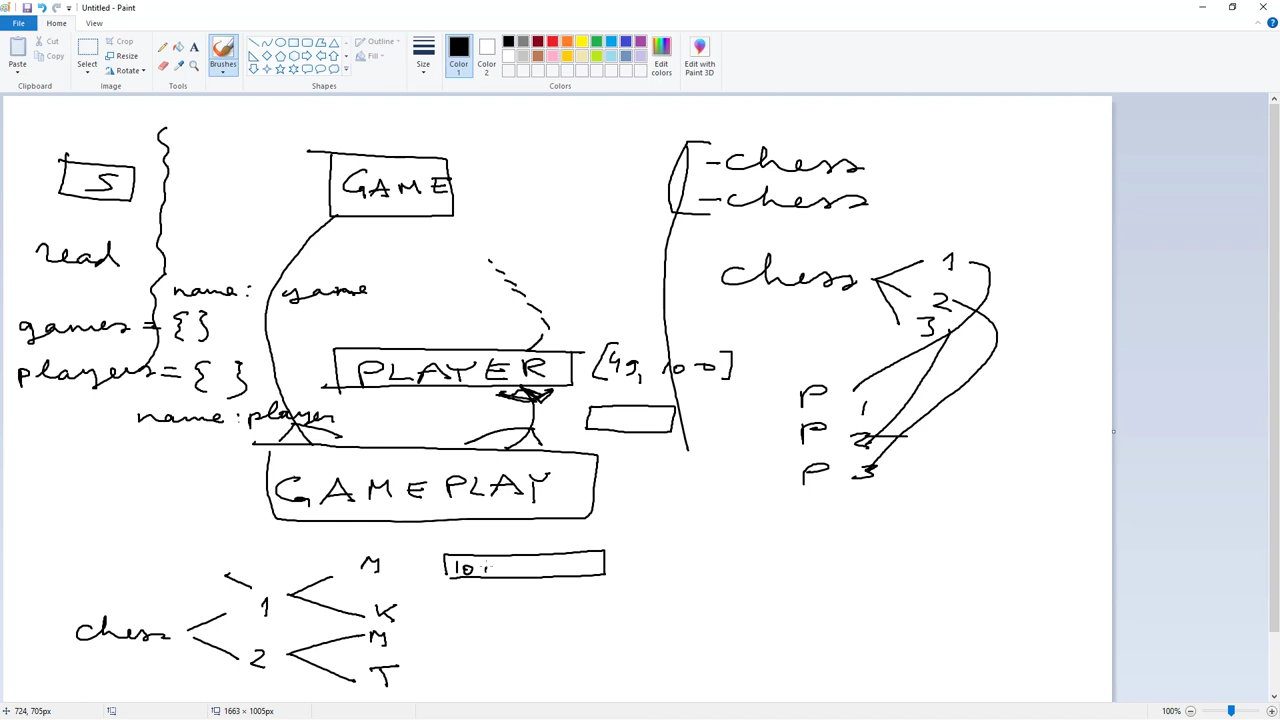 Untitled - Paint
File Home View
Paste
Cut
Copy
Clipboard
Select
Crop
Resize
Rotate
Image
Tools
Brushes
Outline
Fill
Shapes
Size
Color 1
Color 2
Edit colors
Edit with Paint 3D
Colors
S
GAME
-chess
-chess
read
chess
1
2
3
name: game
games = {}
players = { }
name: player
PLAYER
[49, 100]
P 1
P 2
P 3
GAMEPLAY
10
chess
1
M
K
2
M
T
724, 705px
1663 × 1005px
100%